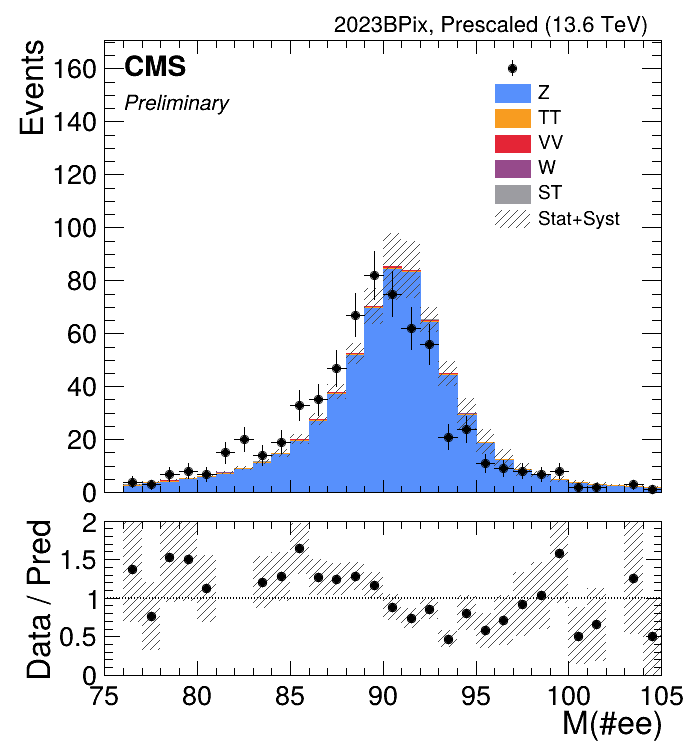 2023BPix, Prescaled (13.6 TeV)
Events
CMS
Preliminary
160
140
120
100
80
60
40
20
0
Z
TT
VV
W
ST
Stat+Syst
Data / Pred
2
1.5
1
0.5
0
75 80 85 90 95 100 105
M(#ee)